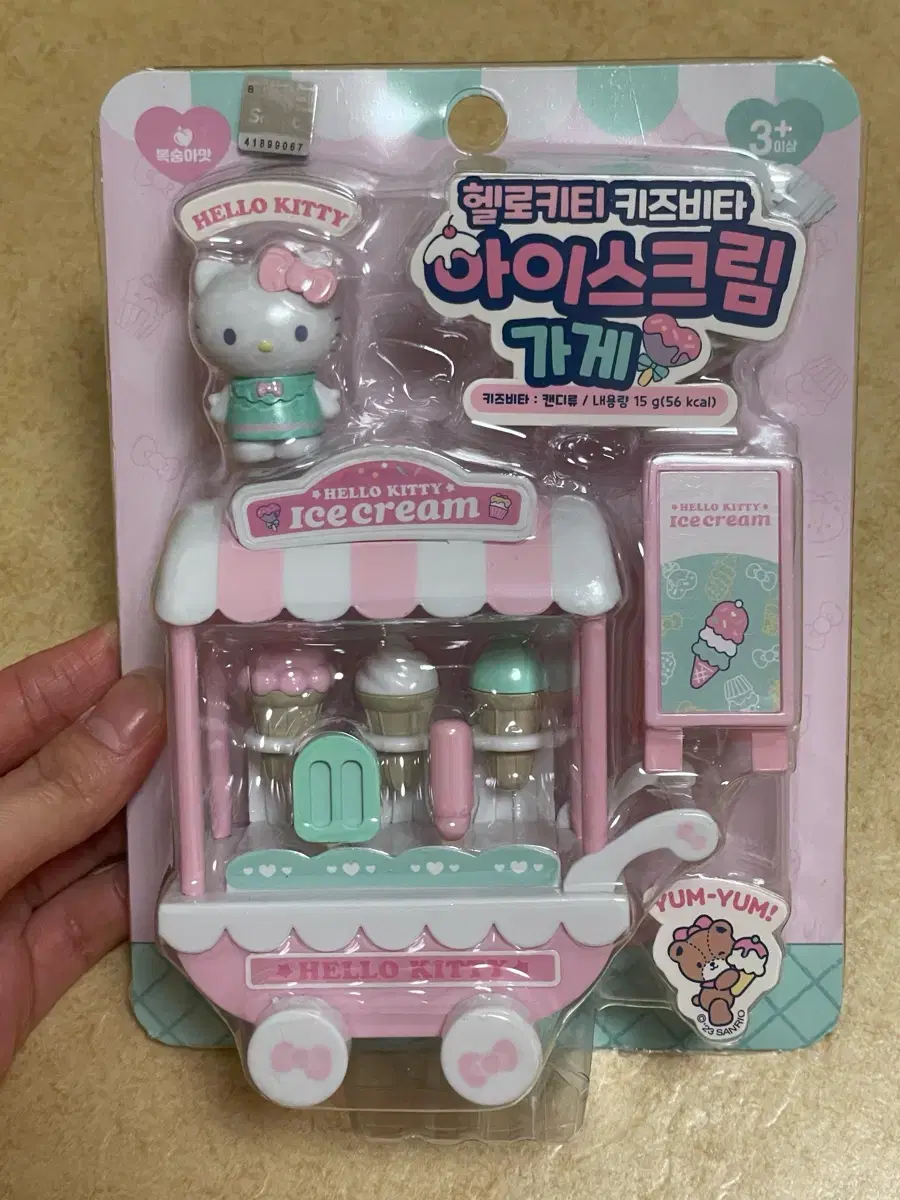 복숭아맛
8
41899067
3+
이상
HELLO KITTY
헬로키티 키즈비타
아이스크림
가게
키즈비타 : 캔디류 / 내용량 15 g(56 kcal)
HELLO KITTY
Ice cream
HELLO KITTY
Ice cream
HELLO KITTY
YUM-YUM!
©'23 SANRIO